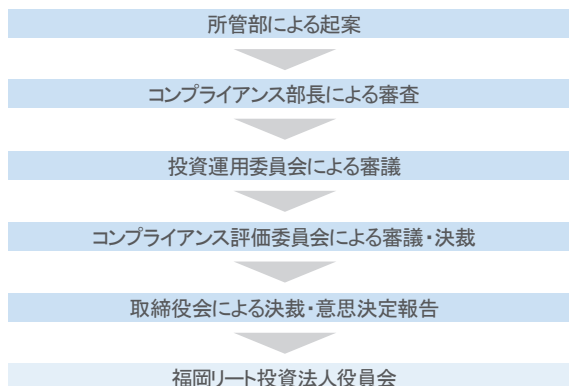 所管部による起案
コンプライアンス部長による審査
投資運用委員会による審議
コンプライアンス評価委員会による審議・決裁
取締役会による決裁・意思決定報告
福岡リート投資法人役員会